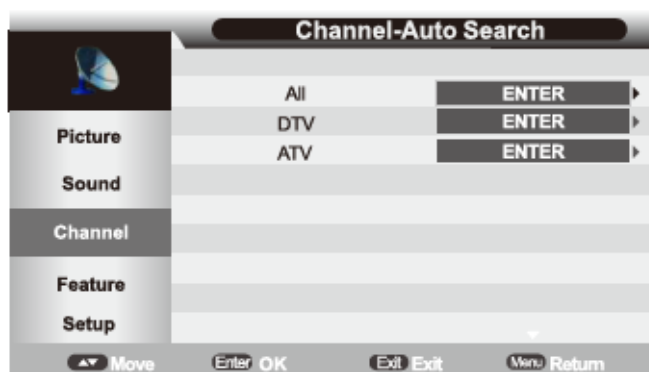 Channel-Auto Search
All ENTER
DTV ENTER
ATV ENTER
Picture
Sound
Channel
Feature
Setup
Move Enter OK Exit Exit Menu Return